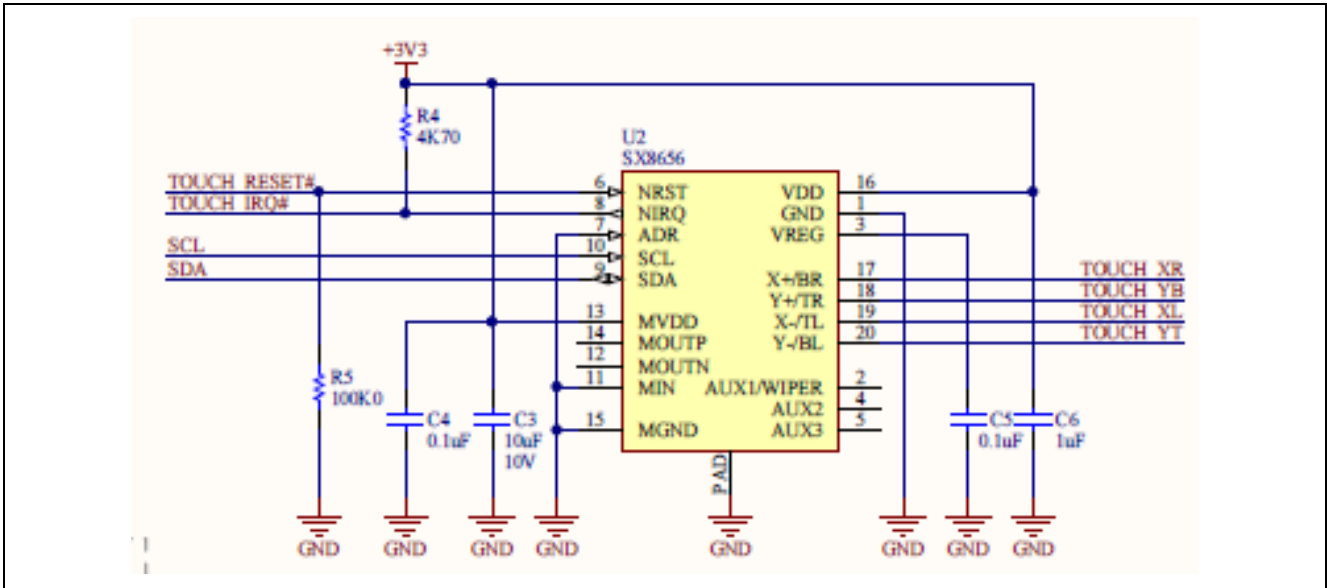 +3V3
R4
4K70
U2
SX8656
TOUCH RESET#
TOUCH IRQ#
SCL
SDA
6 NRST
8 NIRQ
7 ADR
10 SCL
9 SDA
13 MVDD
14 MOUTP
12 MOUTN
11 MIN
15 MGND
VDD 16
GND 1
VREG 3
X+/BR 17 TOUCH XR
Y+/TR 18 TOUCH YB
X-/TL 19 TOUCH XL
Y-/BL 20 TOUCH YT
AUX1/WIPER 2
AUX2 4
AUX3 5
PAD
R5
100K0
C4
0.1uF
C3
10uF
10V
C5
0.1uF
C6
1uF
GND GND GND GND GND GND GND GND